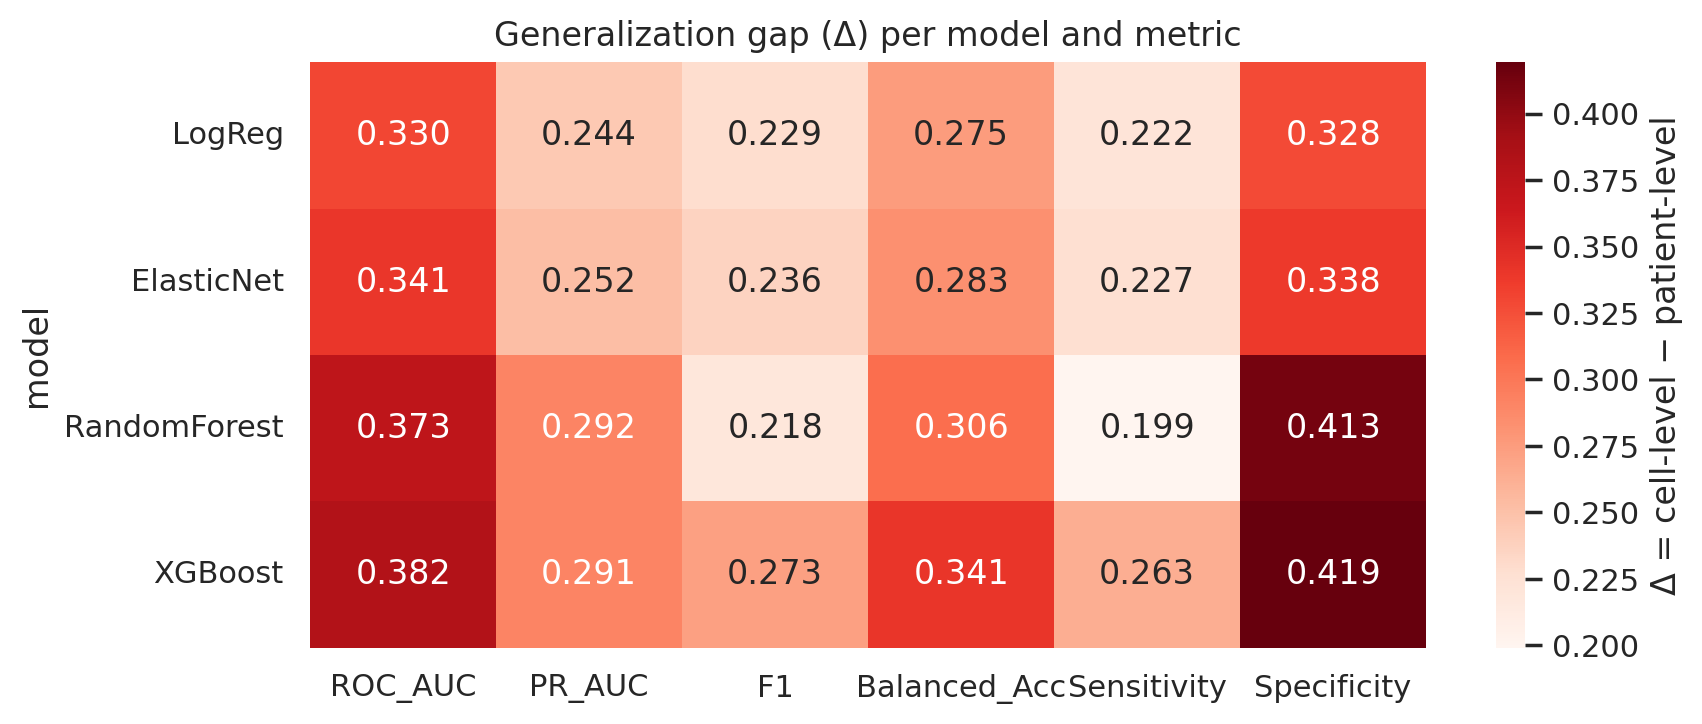 Generalization gap (Δ) per model and metric
model
LogReg 0.330 0.244 0.229 0.275 0.222 0.328
ElasticNet 0.341 0.252 0.236 0.283 0.227 0.338
RandomForest 0.373 0.292 0.218 0.306 0.199 0.413
XGBoost 0.382 0.291 0.273 0.341 0.263 0.419
ROC_AUC PR_AUC F1 Balanced_Acc Sensitivity Specificity
0.400
0.375
0.350
0.325
0.300
0.275
0.250
0.225
0.200
Δ = cell-level − patient-level